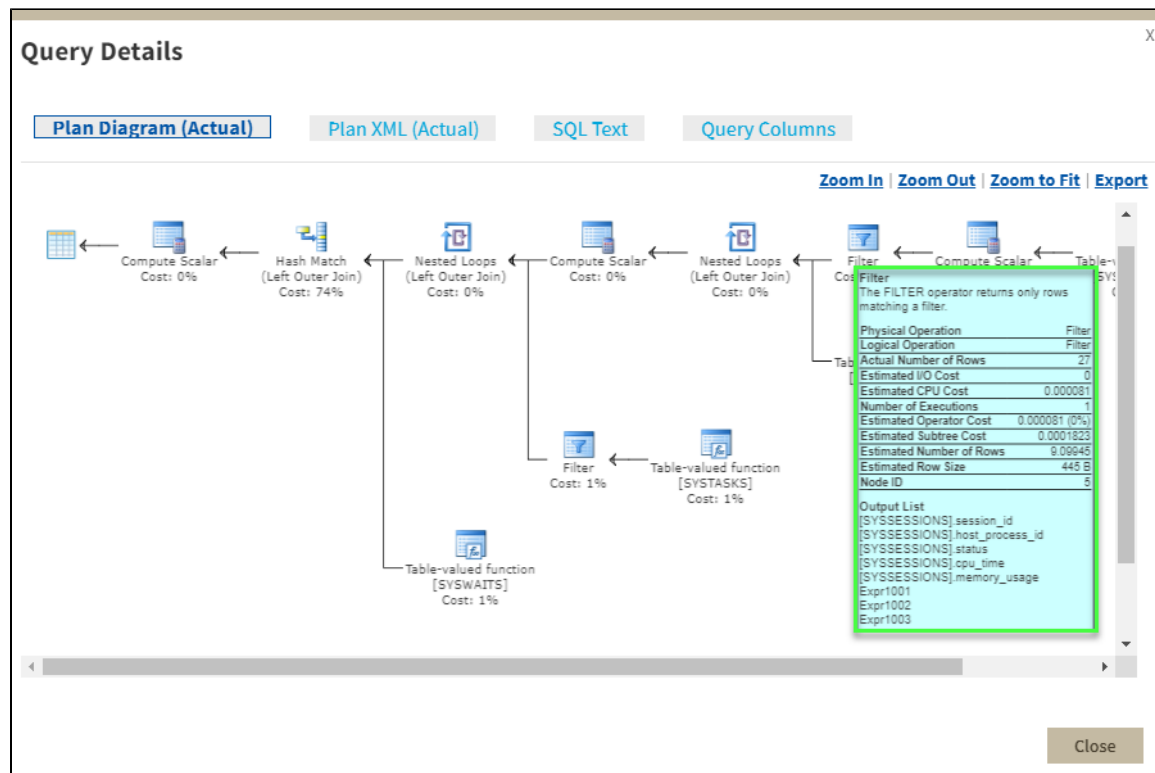 X
Query Details
Plan Diagram (Actual)
Plan XML (Actual)
SQL Text
Query Columns
Zoom In | Zoom Out | Zoom to Fit | Export
Compute Scalar
Cost: 0%
Hash Match
(Left Outer Join)
Cost: 74%
Nested Loops
(Left Outer Join)
Cost: 0%
Compute Scalar
Cost: 0%
Nested Loops
(Left Outer Join)
Cost: 0%
Filter
Compute Scalar
Filter
The FILTER operator returns only rows
matching a filter.
Physical Operation Filter
Logical Operation Filter
Actual Number of Rows 27
Estimated I/O Cost 0
Estimated CPU Cost 0.000081
Number of Executions 1
Estimated Operator Cost 0.000081 (0%)
Estimated Subtree Cost 0.0001823
Estimated Number of Rows 9.09945
Estimated Row Size 445 B
Node ID 5
Output List
[SYSSESSIONS].session_id
[SYSSESSIONS].host_process_id
[SYSSESSIONS].status
[SYSSESSIONS].cpu_time
[SYSSESSIONS].memory_usage
Expr1001
Expr1002
Expr1003
Filter
Cost: 1%
Table-valued function
[SYSTASKS]
Cost: 1%
Table-valued function
[SYSWAITS]
Cost: 1%
Close